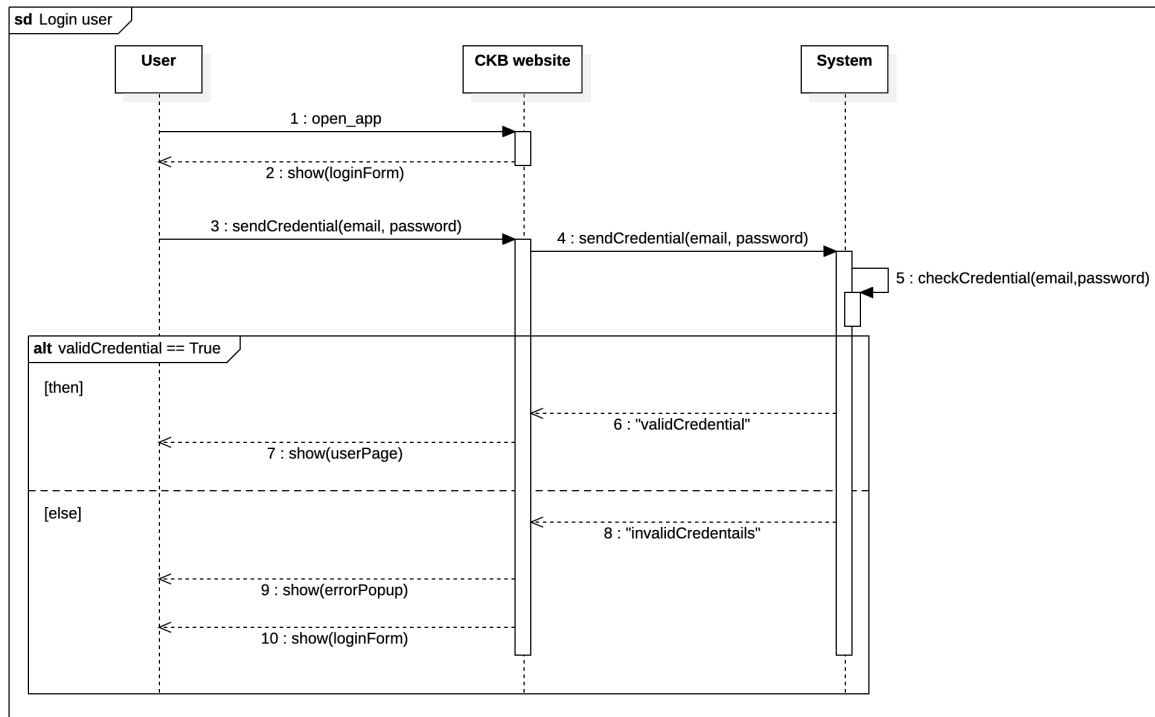 sd Login user
User
CKB website
System
1 : open_app
2 : show(loginForm)
3 : sendCredential(email, password)
4 : sendCredential(email, password)
5 : checkCredential(email,password)
alt validCredential == True
[then]
6 : "validCredential"
7 : show(userPage)
[else]
8 : "invalidCredentails"
9 : show(errorPopup)
10 : show(loginForm)